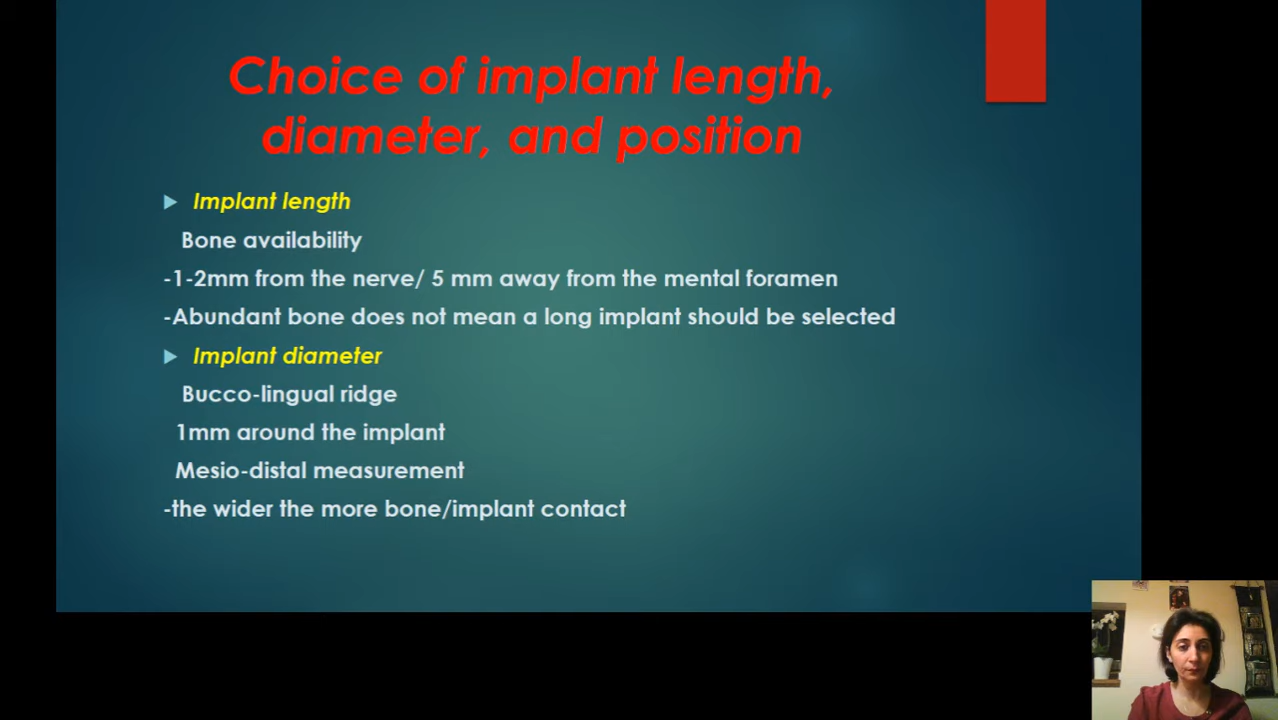 Choice of implant length,
diameter, and position
Implant length
Bone availability
-1-2mm from the nerve/ 5 mm away from the mental foramen
-Abundant bone does not mean a long implant should be selected
Implant diameter
Bucco-lingual ridge
1mm around the implant
Mesio-distal measurement
-the wider the more bone/implant contact